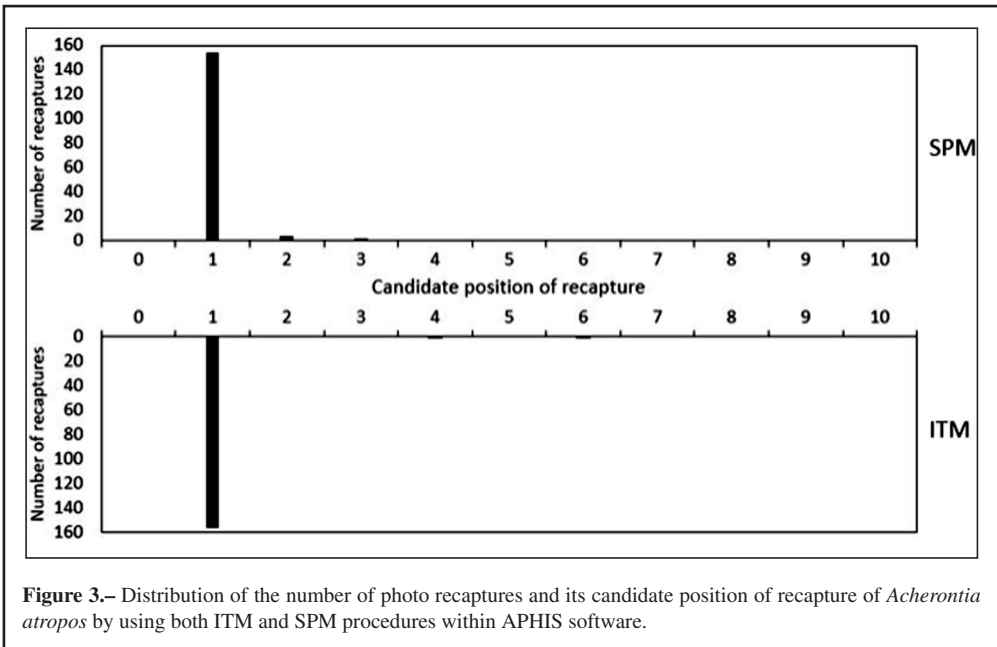 160
140
120
100
80
60
40
20
0
Number of recaptures
SPM
0 1 2 3 4 5 6 7 8 9 10
Candidate position of recapture
0 1 2 3 4 5 6 7 8 9 10
0
20
40
60
80
100
120
140
160
Number of recaptures
ITM
Figure 3.– Distribution of the number of photo recaptures and its candidate position of recapture of Acherontia
atropos by using both ITM and SPM procedures within APHIS software.